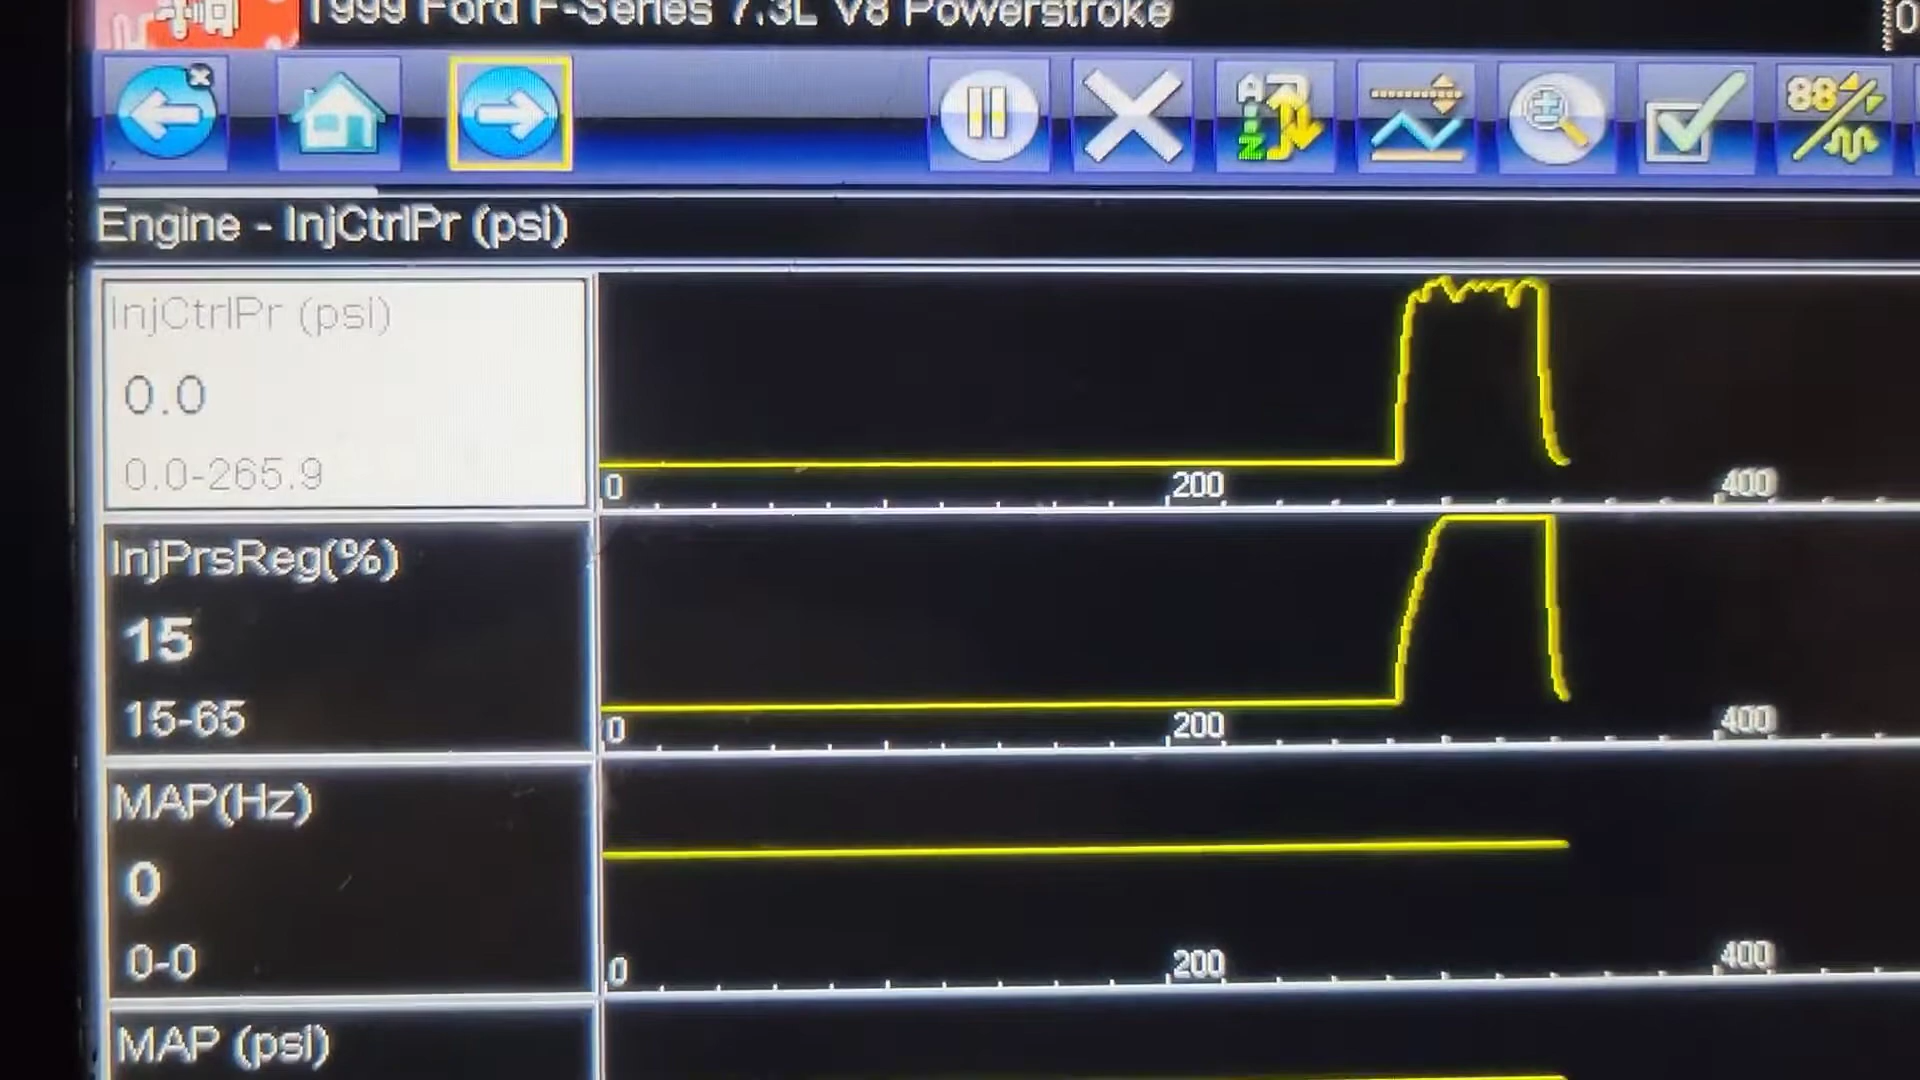 1999 Ford F-Series 7.3L V8 Powerstroke
Engine - InjCtrlPr (psi)
InjCtrlPr (psi)
0.0
0.0-265.9
0 200 400
InjPrsReg(%)
15
15-65
0 200 400
MAP(Hz)
0
0-0
0 200 400
MAP (psi)